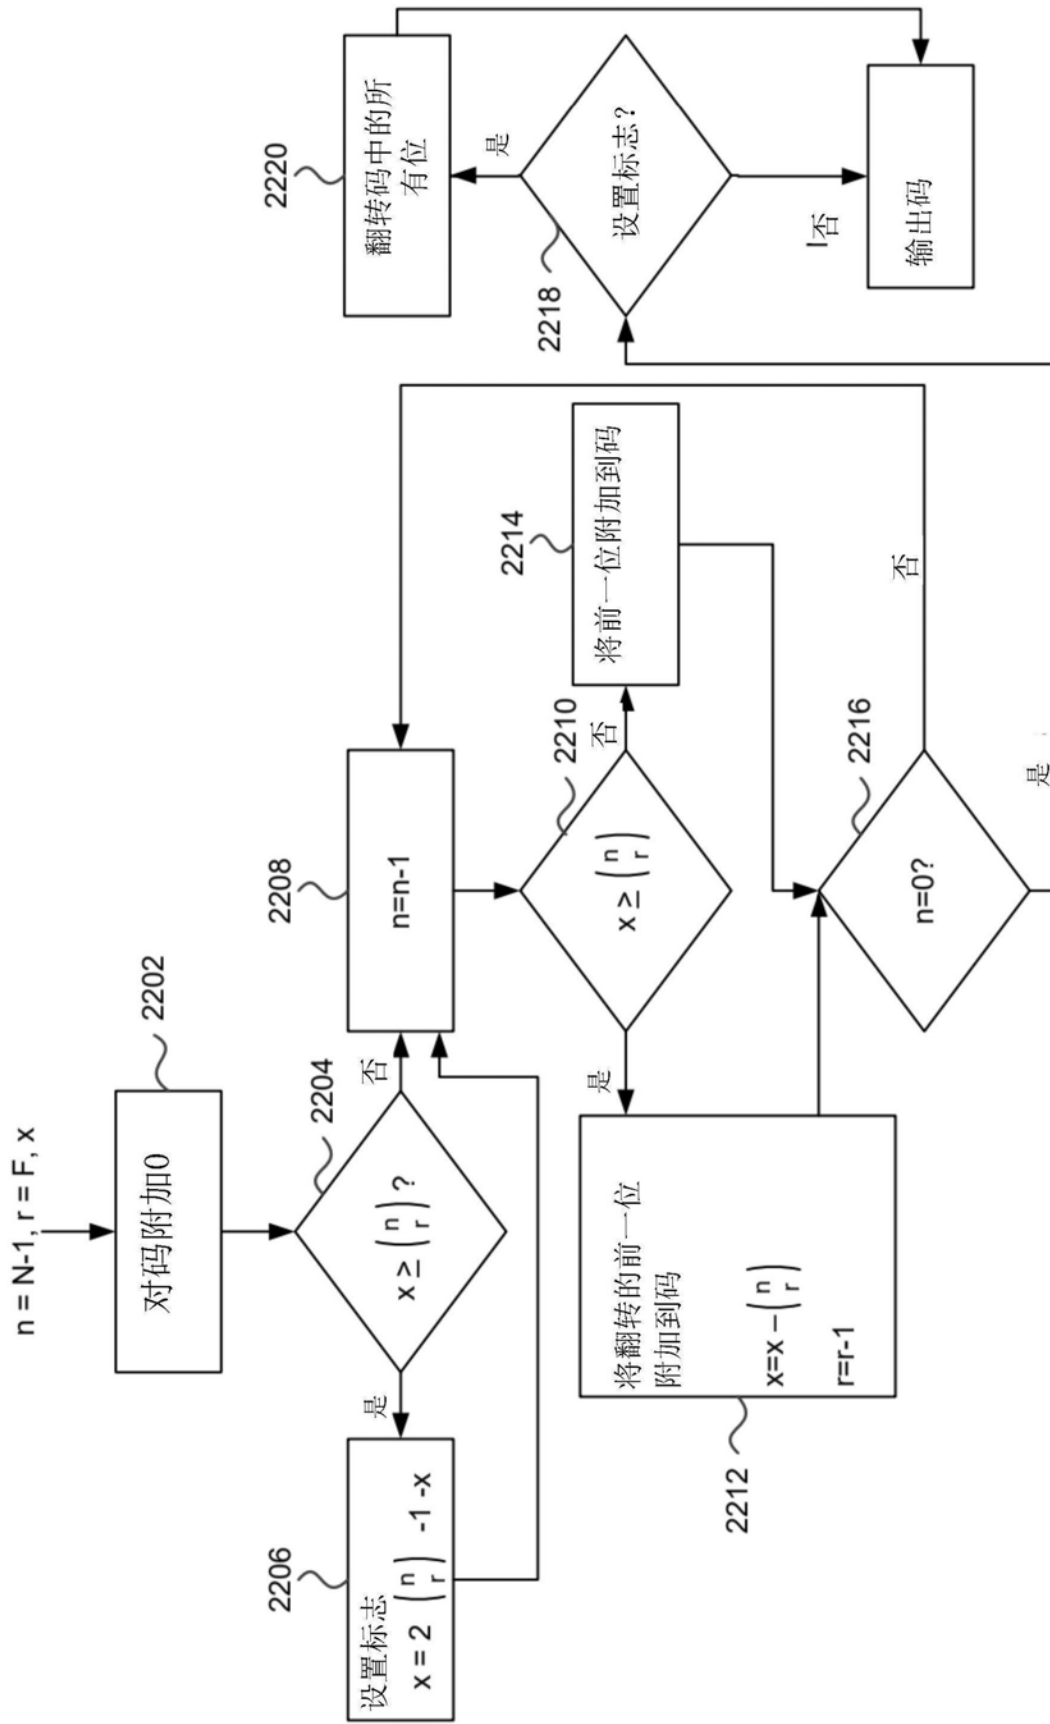 n = N-1, r = F, x
2202
对码附加0
2204
x ≥ (n r) ?
否
是
2206
设置标志
x = 2 (n r) -1 -x
2208
n=n-1
2210
x ≥ (n r)
否
是
2212
将翻转的前一位
附加到码
x=x − (n r)
r=r-1
2214
将前一位附加到码
2216
n=0?
否
是
2218
设置标志?
是
否
2220
翻转码中的所
有位
输出码